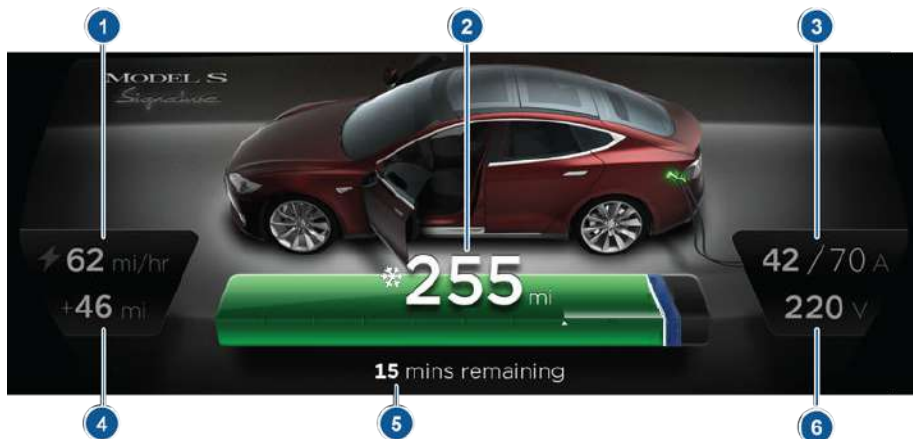 1 2 3
MODEL S
Signature
62 mi/hr
42 / 70 A
255 mi
+46 mi
220 V
15 mins remaining
4 5 6